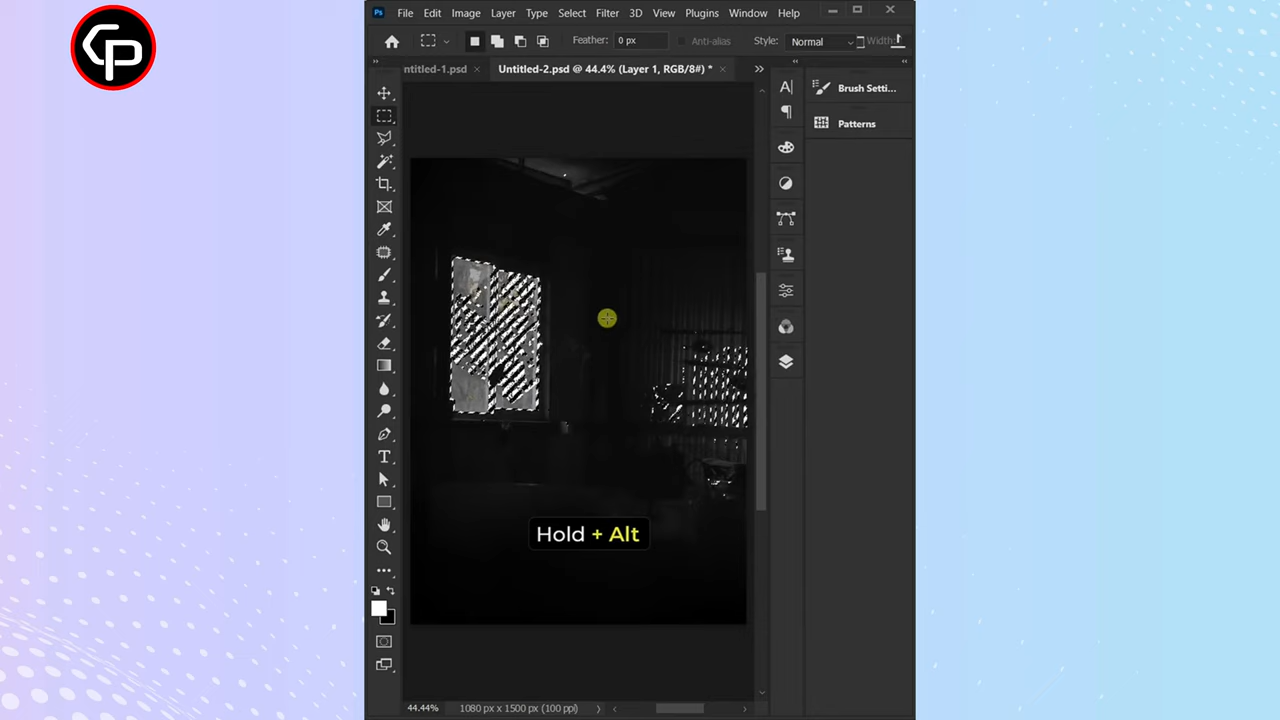 CP
Ps File Edit Image Layer Type Select Filter 3D View Plugins Window Help
Feather: 0 px Anti-alias Style: Normal Width:
ntitled-1.psd × Untitled-2.psd @ 44.4% (Layer 1, RGB/8#) * ×
Brush Setti...
Patterns
Hold + Alt
44.44% 1080 px x 1500 px (100 ppi)